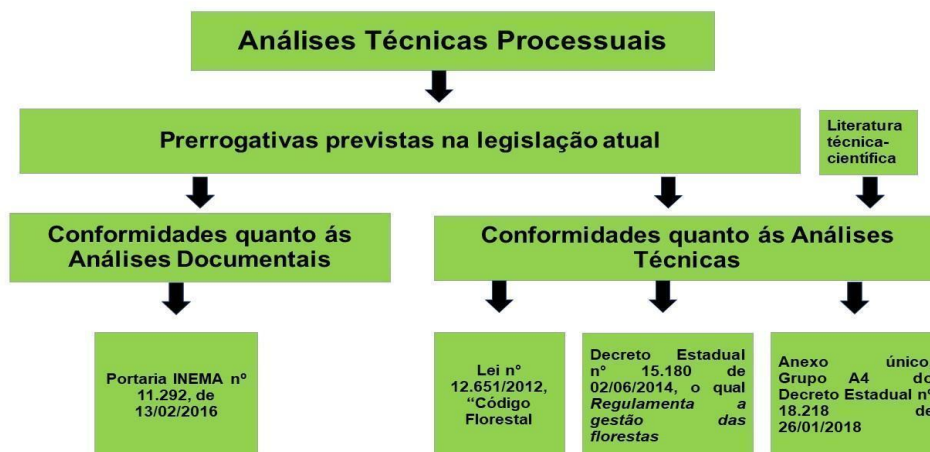 Análises Técnicas Processuais
Prerrogativas previstas na legislação atual
Literatura
técnica-
científica
Conformidades quanto ás
Análises Documentais
Conformidades quanto ás Análises
Técnicas
Portaria INEMA nº
11.292, de
13/02/2016
Lei nº
12.651/2012,
“Código
Florestal
Decreto Estadual
nº 15.180 de
02/06/2014, o qual
Regulamenta a
gestão das
florestas
Anexo único,
Grupo A4 do
Decreto Estadual nº
18.218 de
26/01/2018